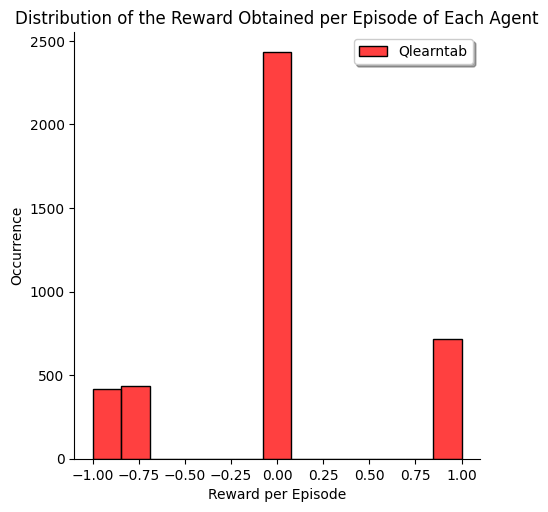 Distribution of the Reward Obtained per Episode of Each Agent
Qlearntab
2500
2000
1500
1000
500
0
Occurrence
−1.00 −0.75 −0.50 −0.25 0.00 0.25 0.50 0.75 1.00
Reward per Episode